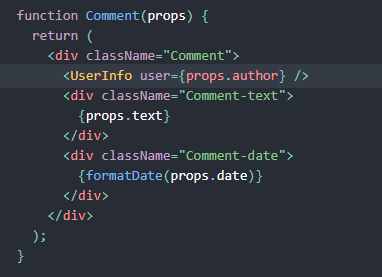 function Comment(props) {
  return (
    <div className="Comment">
      <UserInfo user={props.author} />
      <div className="Comment-text">
        {props.text}
      </div>
      <div className="Comment-date">
        {formatDate(props.date)}
      </div>
    </div>
  );
}